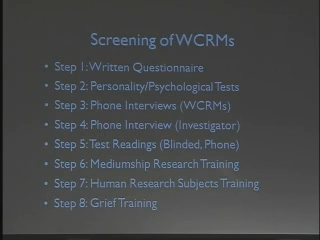 Screening of WCRMs
• Step 1: Written Questionnaire
• Step 2: Personality/Psychological Tests
• Step 3: Phone Interviews (WCRMs)
• Step 4: Phone Interview (Investigator)
• Step 5: Test Readings (Blinded, Phone)
• Step 6: Mediumship Research Training
• Step 7: Human Research Subjects Training
• Step 8: Grief Training